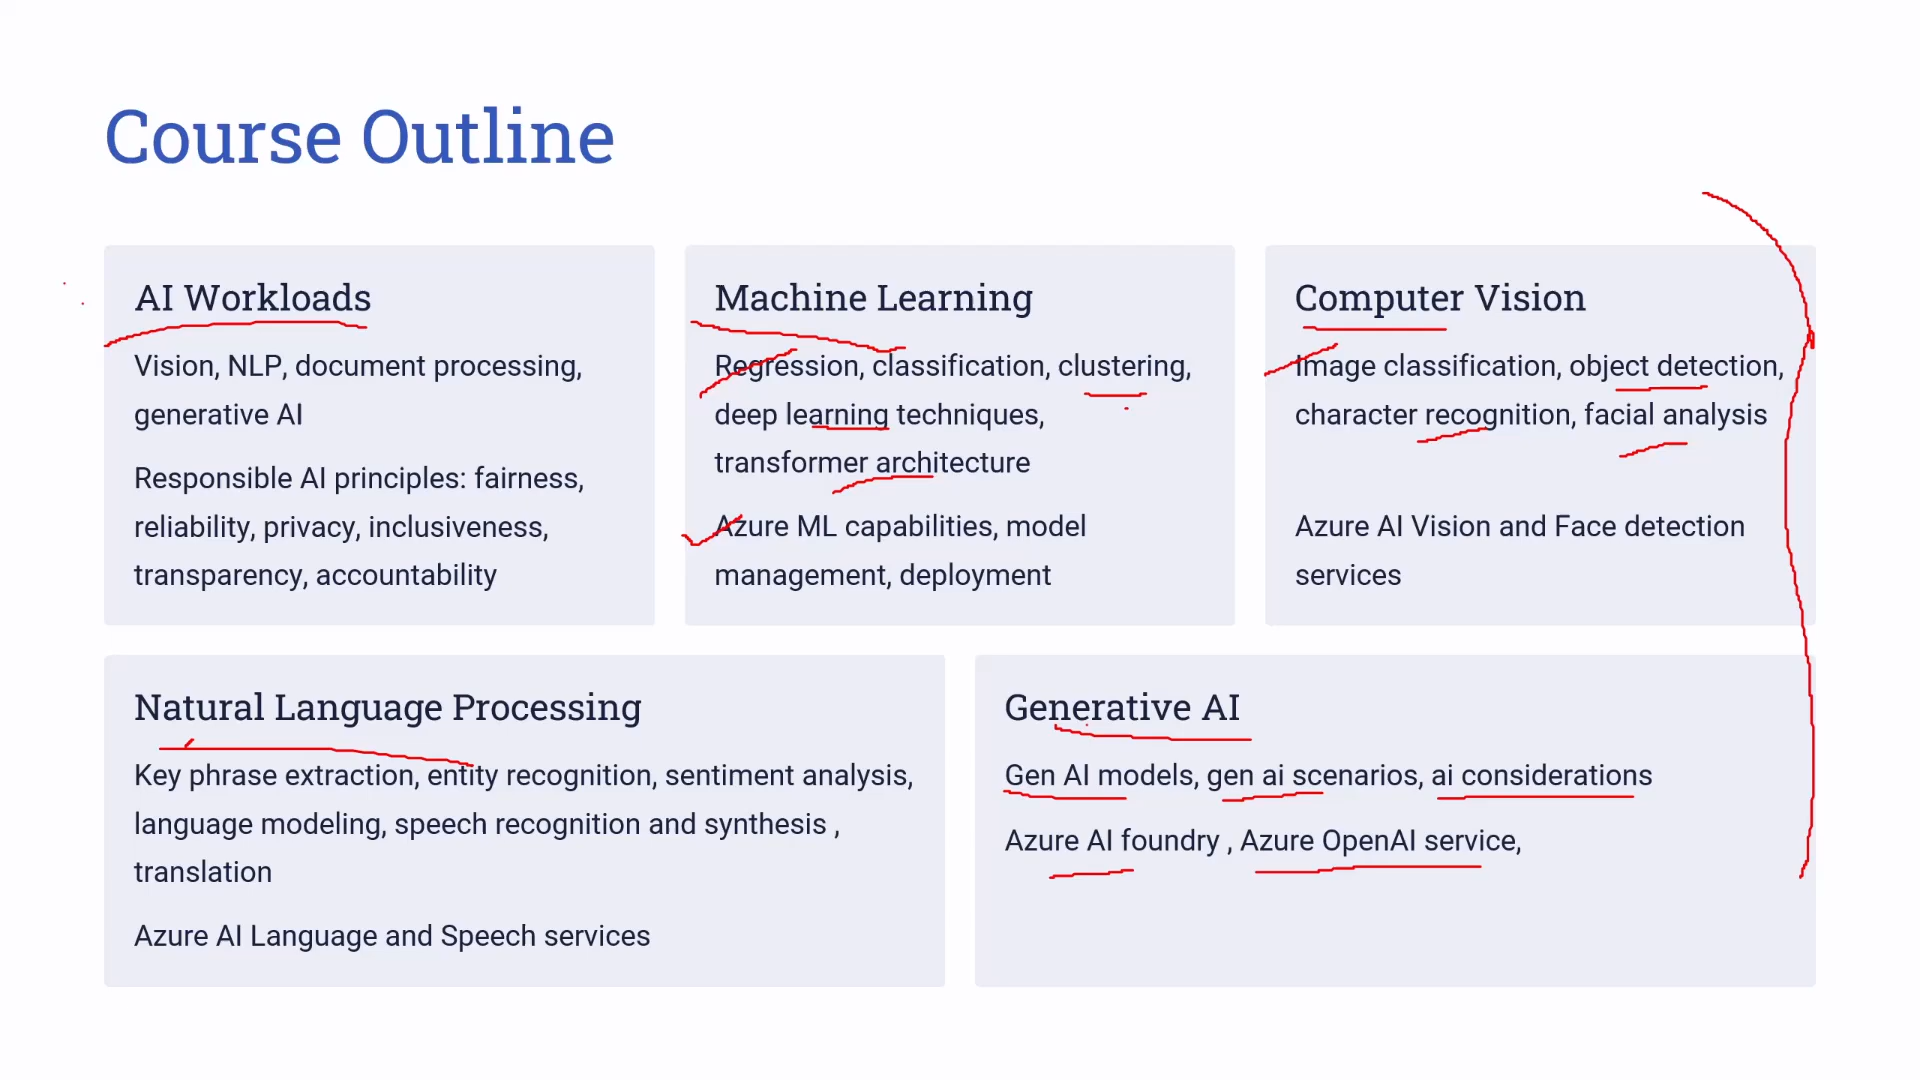 Course Outline
AI Workloads
Vision, NLP, document processing,
generative AI
Responsible AI principles: fairness,
reliability, privacy, inclusiveness,
transparency, accountability
Machine Learning
Regression, classification, clustering,
deep learning techniques,
transformer architecture
Azure ML capabilities, model
management, deployment
Computer Vision
Image classification, object detection,
character recognition, facial analysis
Azure AI Vision and Face detection
services
Natural Language Processing
Key phrase extraction, entity recognition, sentiment analysis,
language modeling, speech recognition and synthesis ,
translation
Azure AI Language and Speech services
Generative AI
Gen AI models, gen ai scenarios, ai considerations
Azure AI foundry , Azure OpenAI service,